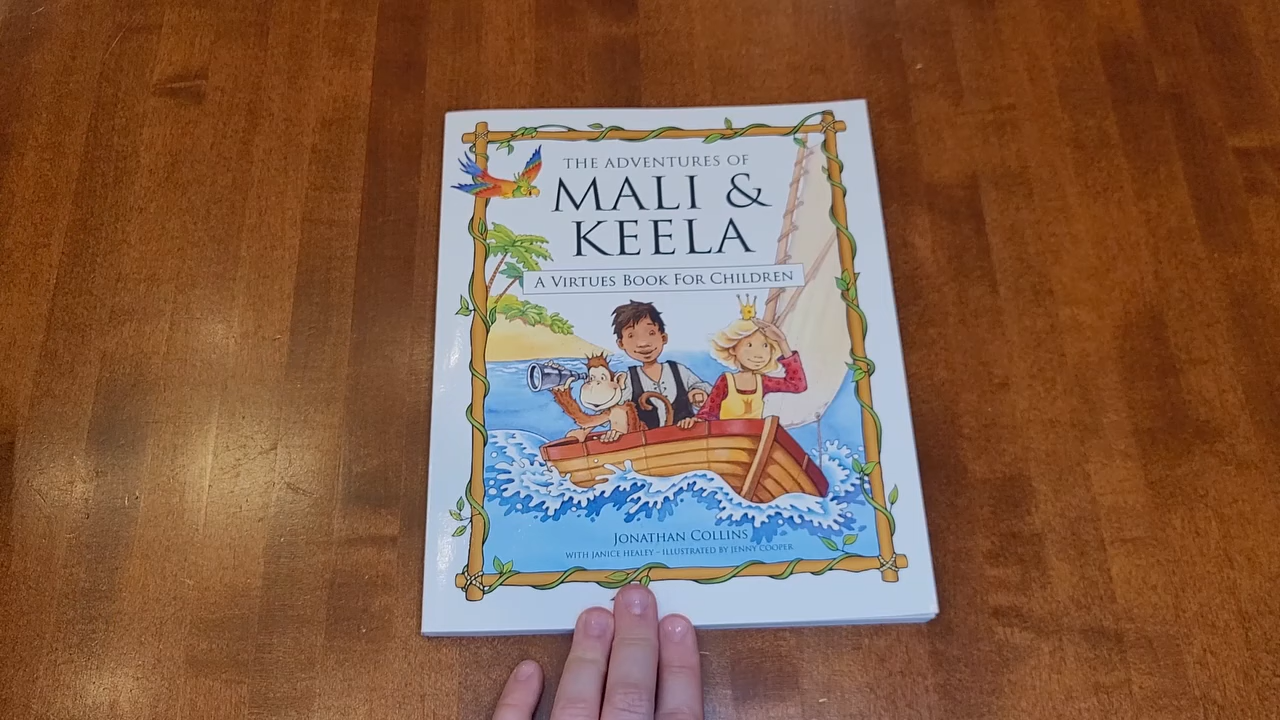 THE ADVENTURES OF
MALI &
KEELA
A VIRTUES BOOK FOR CHILDREN
JONATHAN COLLINS
WITH JANICE HEALEY - ILLUSTRATED BY JENNY COOPER